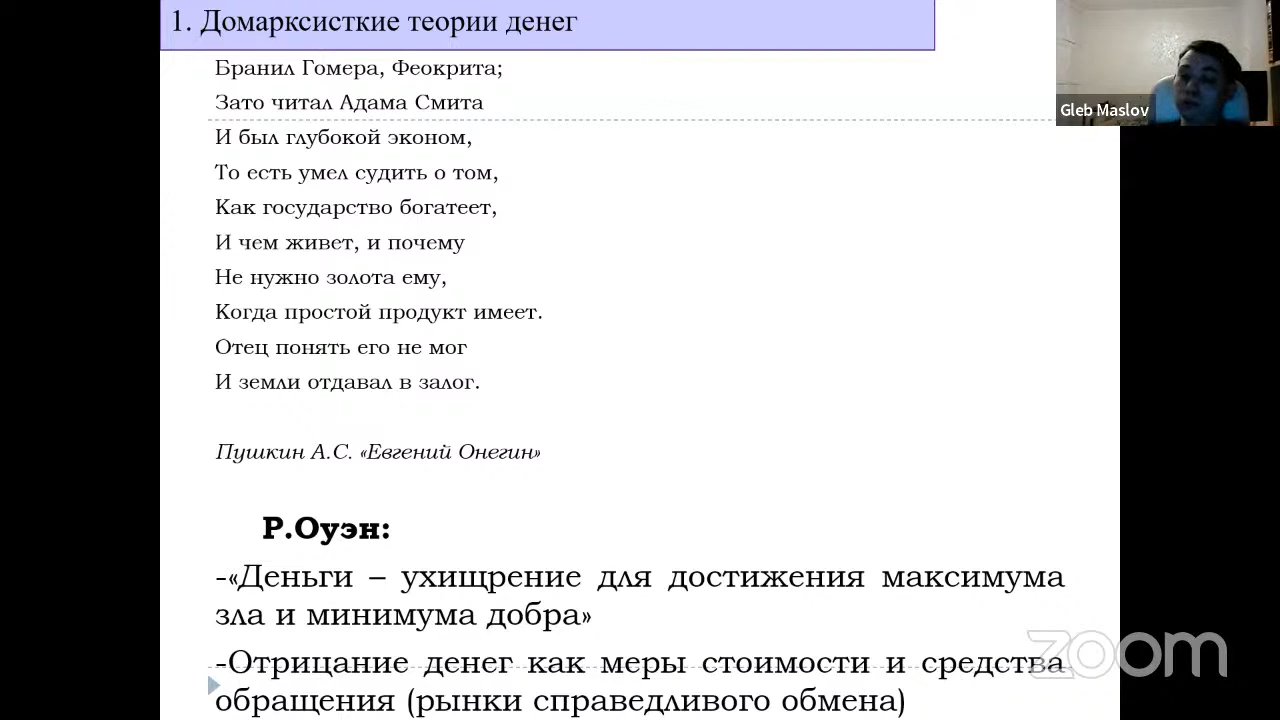 1. Домарксисткие теории денег
Бранил Гомера, Феокрита;
Зато читал Адама Смита
И был глубокой эконом,
То есть умел судить о том,
Как государство богатеет,
И чем живет, и почему
Не нужно золота ему,
Когда простой продукт имеет.
Отец понять его не мог
И земли отдавал в залог.
Пушкин А.С. «Евгений Онегин»
Р.Оуэн:
-«Деньги – ухищрение для достижения максимума
зла и минимума добра»
-Отрицание денег как меры стоимости и средства
обращения (рынки справедливого обмена)
Gleb Maslov
zoom